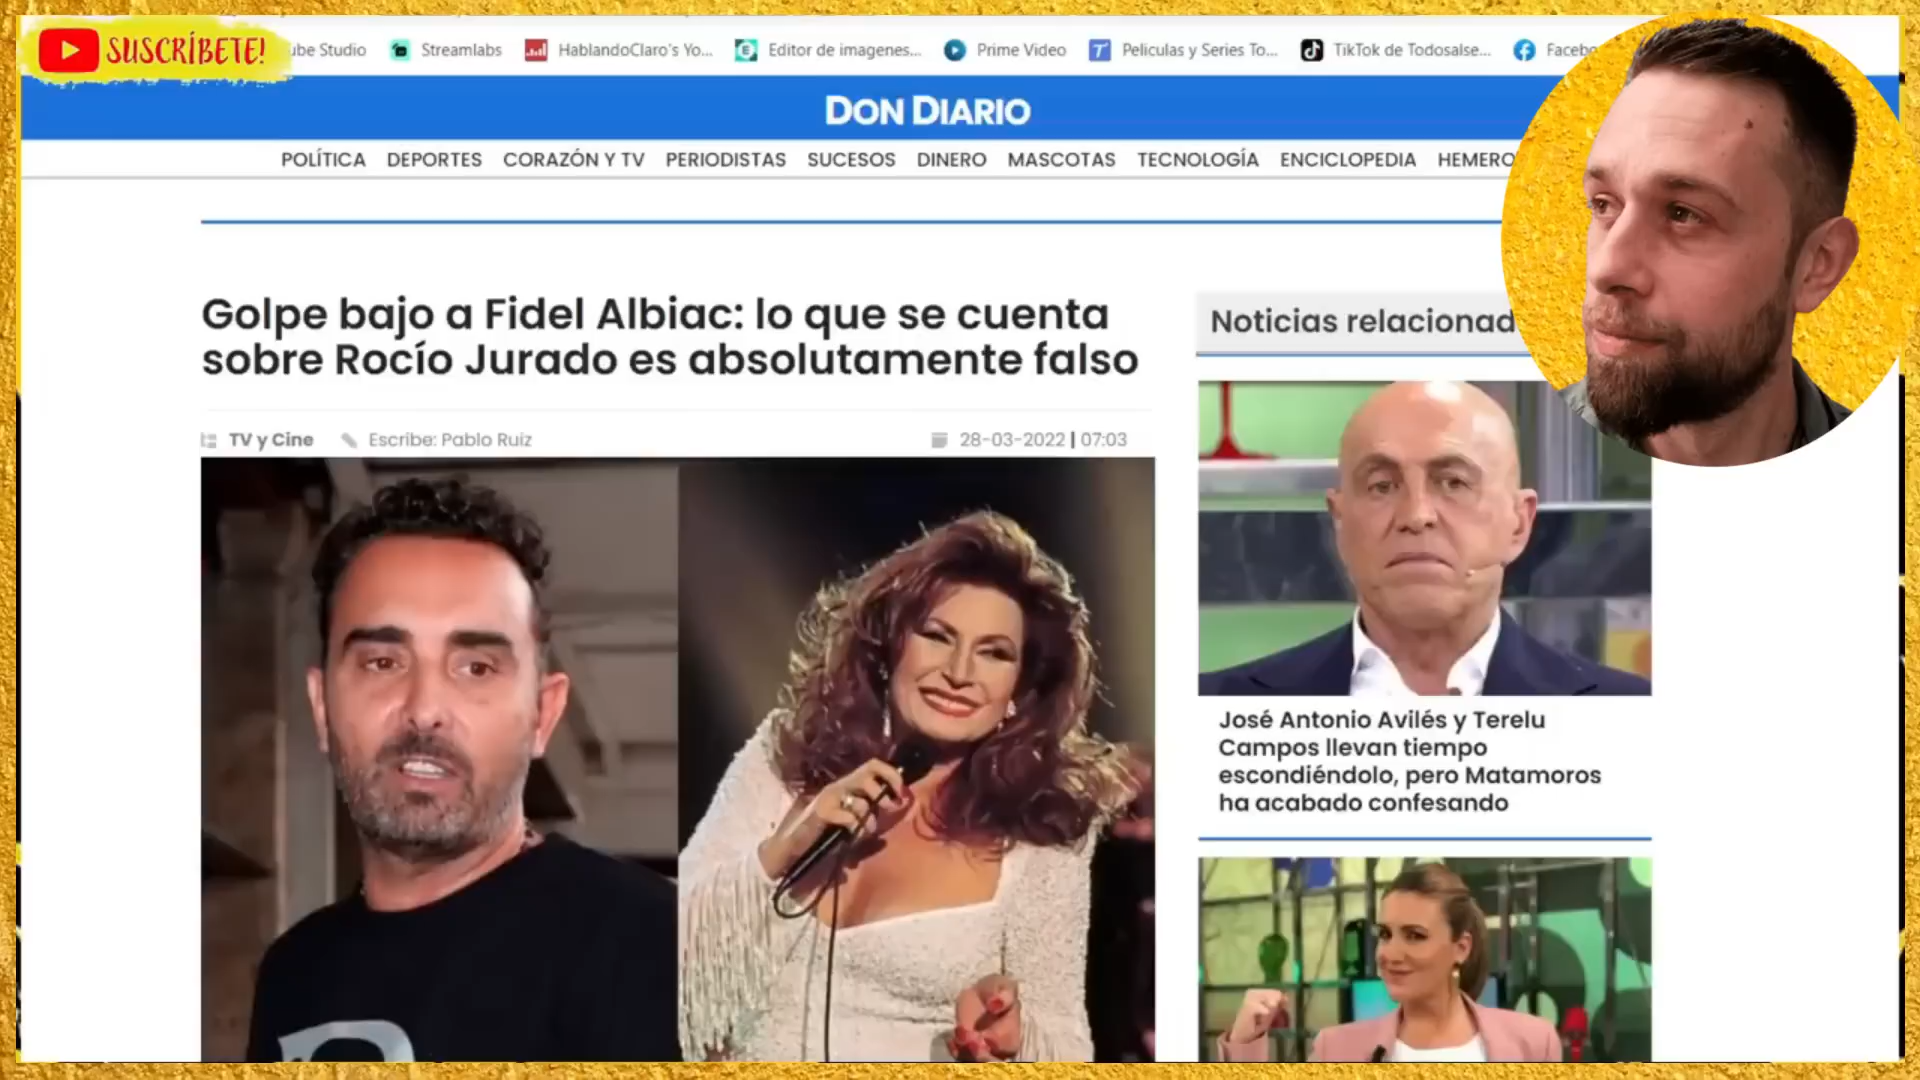 SUSCRÍBETE!
ube Studio
Streamlabs
HablandoClaro's Yo...
Editor de imagenes...
Prime Video
Peliculas y Series To...
TikTok de Todosalse...
Facebo
DON DIARIO
POLÍTICA DEPORTES CORAZÓN Y TV PERIODISTAS SUCESOS DINERO MASCOTAS TECNOLOGÍA ENCICLOPEDIA HEMERO
Golpe bajo a Fidel Albiac: lo que se cuenta
sobre Rocío Jurado es absolutamente falso
TV y Cine Escribe: Pablo Ruiz 28-03-2022 | 07:03
Noticias relacionad
José Antonio Avilés y Terelu
Campos llevan tiempo
escondiéndolo, pero Matamoros
ha acabado confesando